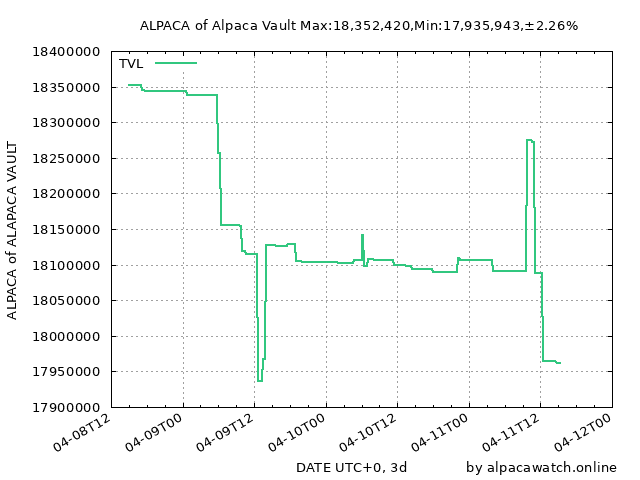 ALPACA of Alpaca Vault Max:18,352,420,Min:17,935,943,±2.26%
TVL
18400000
18350000
18300000
18250000
18200000
18150000
18100000
18050000
18000000
17950000
17900000
ALPACA of ALAPACA VAULT
04-08T12
04-09T00
04-09T12
04-10T00
04-10T12
04-11T00
04-11T12
04-12T00
DATE UTC+0, 3d
by alpacawatch.online